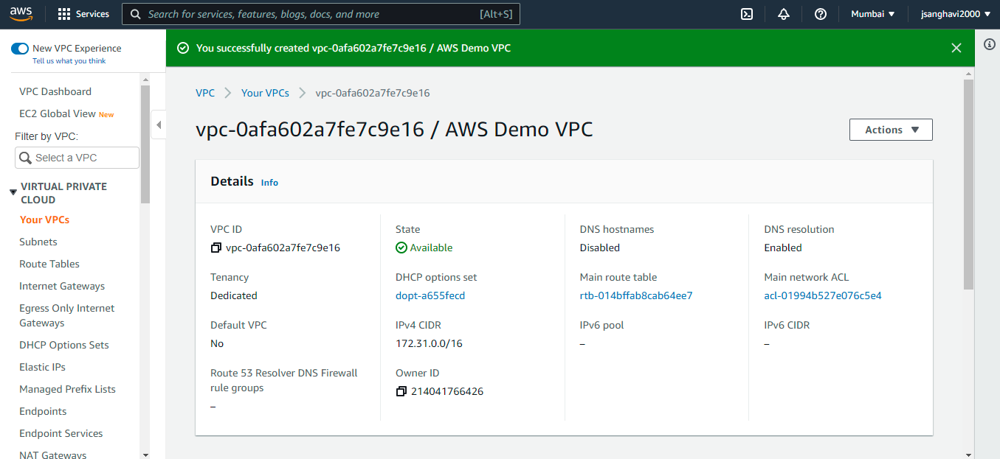 aws
Services
Search for services, features, blogs, docs, and more
[Alt+S]
Mumbai
jsanghavi2000
New VPC Experience
Tell us what you think
You successfully created vpc-0afa602a7fe7c9e16 / AWS Demo VPC
VPC Dashboard
EC2 Global View New
Filter by VPC:
Select a VPC
VIRTUAL PRIVATE
CLOUD
Your VPCs
Subnets
Route Tables
Internet Gateways
Egress Only Internet
Gateways
DHCP Options Sets
Elastic IPs
Managed Prefix Lists
Endpoints
Endpoint Services
NAT Gateways
VPC
Your VPCs
vpc-0afa602a7fe7c9e16
vpc-0afa602a7fe7c9e16 / AWS Demo VPC
Actions
Details Info
VPC ID
vpc-0afa602a7fe7c9e16
State
Available
DNS hostnames
Disabled
DNS resolution
Enabled
Tenancy
Dedicated
DHCP options set
dopt-a655fecd
Main route table
rtb-014bffab8cab64ee7
Main network ACL
acl-01994b527e076c5e4
Default VPC
No
IPv4 CIDR
172.31.0.0/16
IPv6 pool
–
IPv6 CIDR
–
Route 53 Resolver DNS Firewall
rule groups
–
Owner ID
214041766426